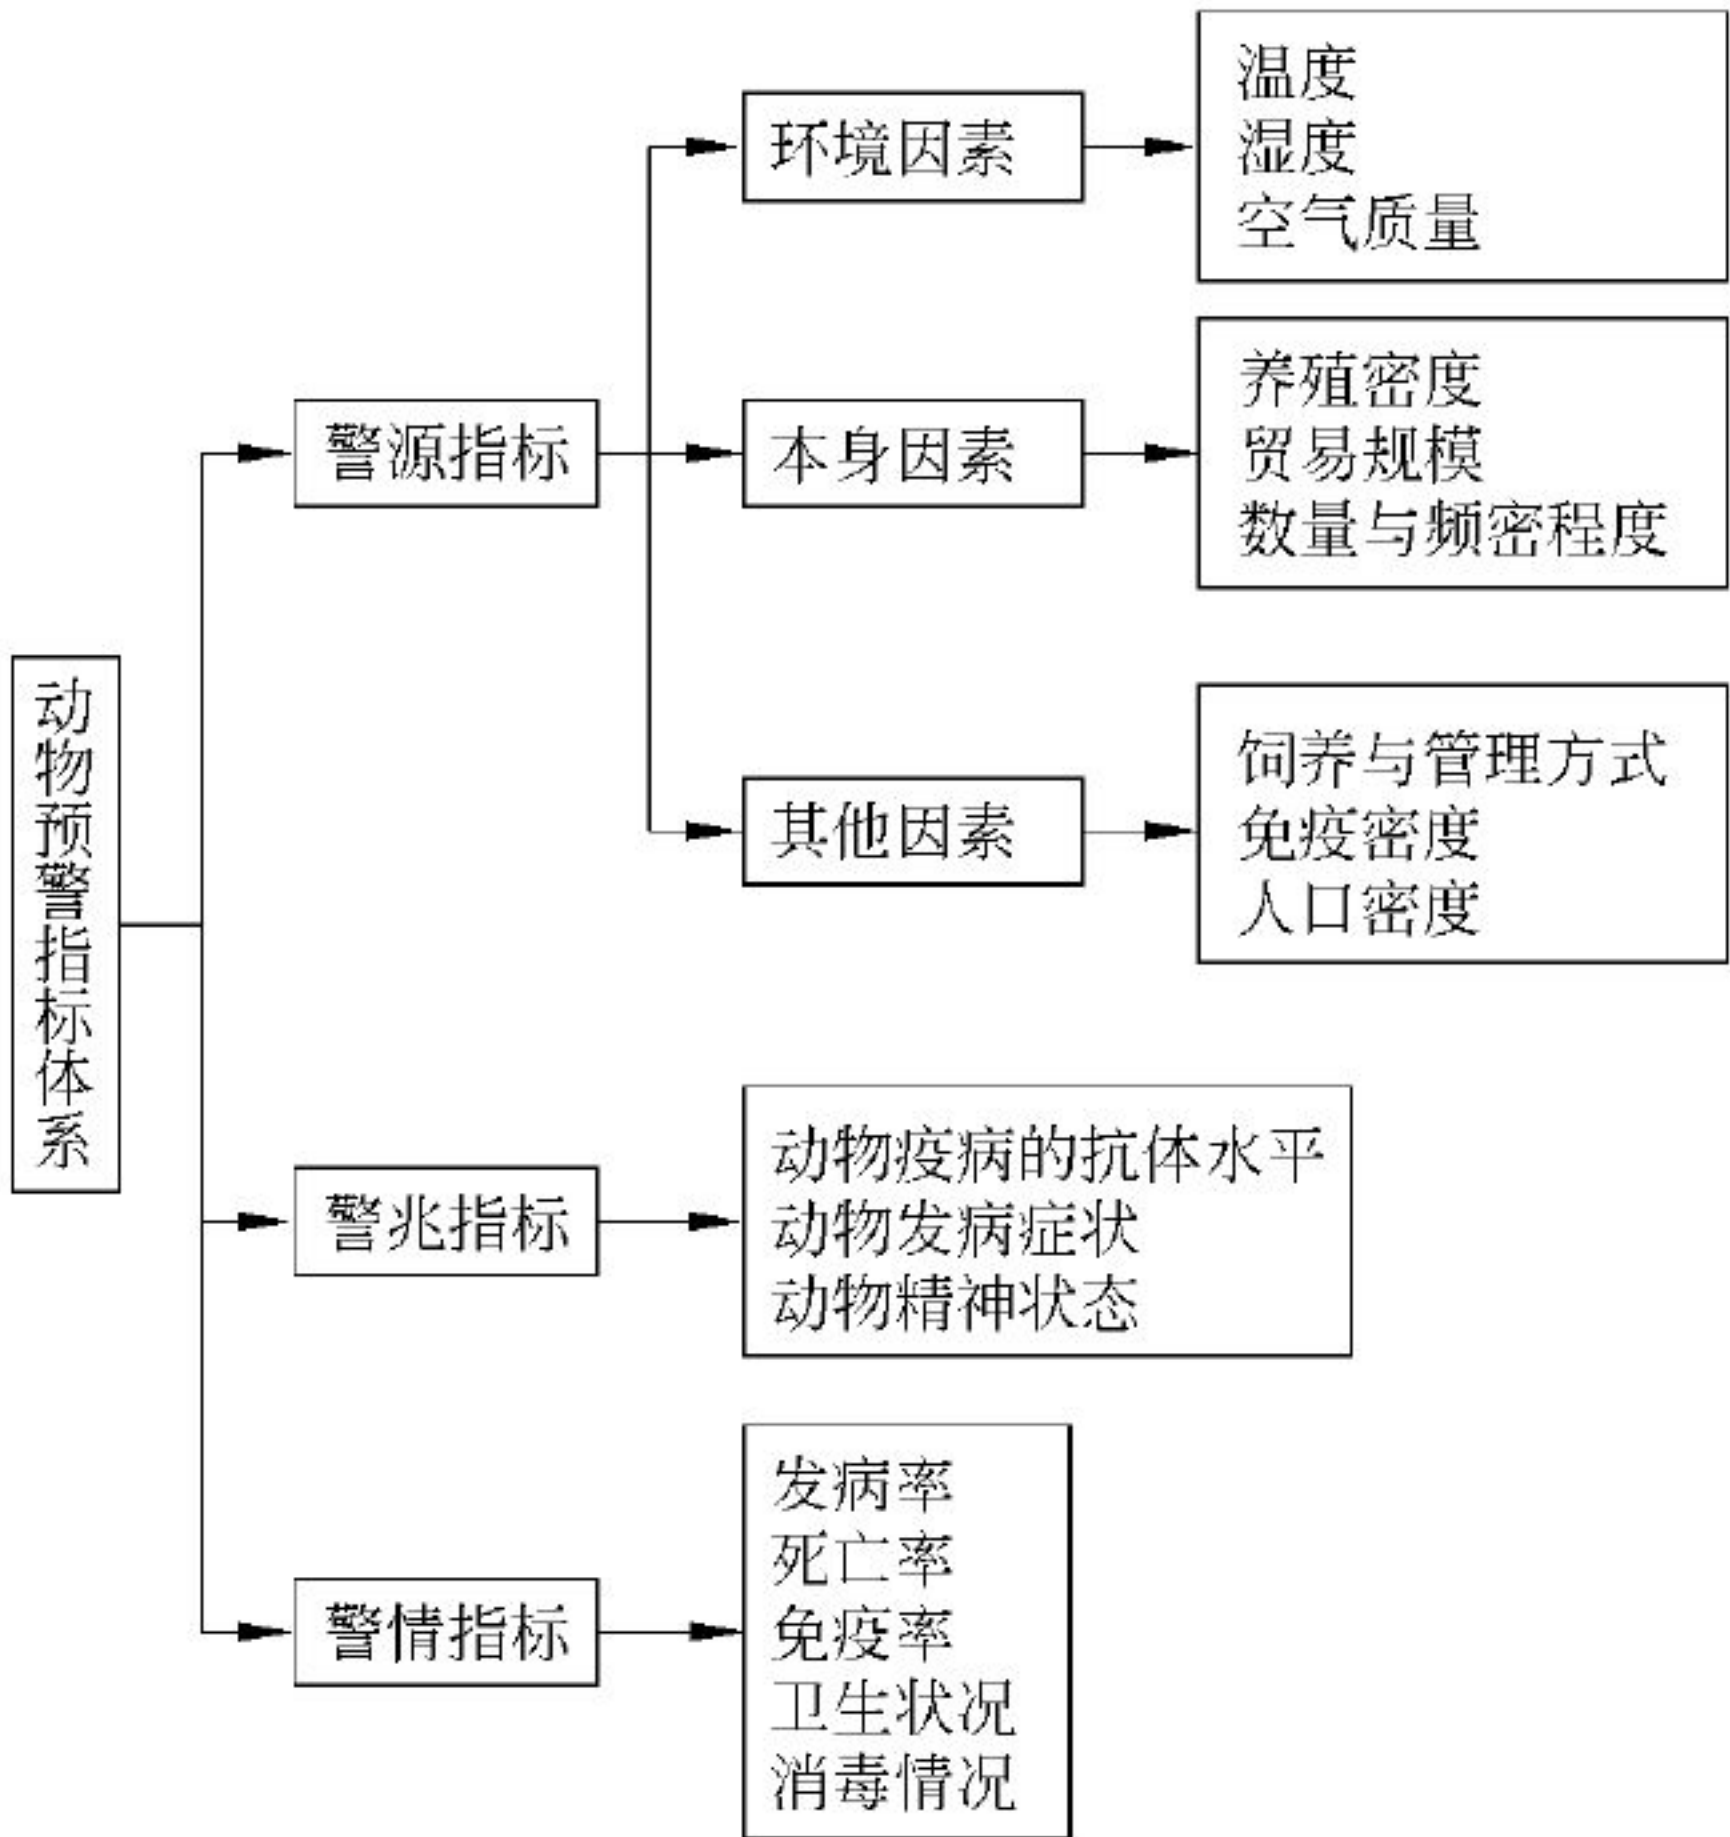 动物预警指标体系
警源指标
环境因素
温度
湿度
空气质量
本身因素
养殖密度
贸易规模
数量与频密程度
其他因素
饲养与管理方式
免疫密度
人口密度
警兆指标
动物疫病的抗体水平
动物发病症状
动物精神状态
警情指标
发病率
死亡率
免疫率
卫生状况
消毒情况